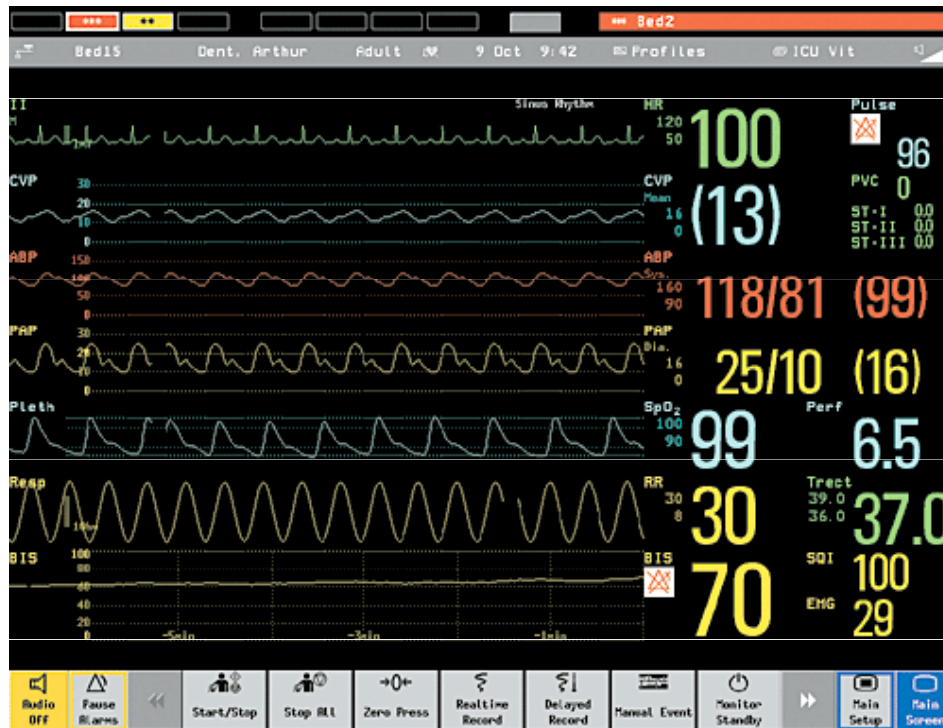 *** ** *** Bed2
Bed15 Dent, Arthur Adult 9 Oct 9:42 Profiles ICU Vit
II Sinus Rhythm HR Pulse
M 120
50 100 96
1mV
CVP 30 CVP PVC 0
20 Mean
10 16 (13) ST-I 0.0
0 0 ST-II 0.0
ST-III 0.0
ABP 150 ABP
100 Sys.
50 160 118/81 (99)
0 90
PAP 30 PAP
20 Dia.
10 16 25/10 (16)
0 0
Pleth SpO₂ Perf
100 99 6.5
90
Resp RR Trect
30 30 39.0 37.0
8 36.0
BIS 100 BIS SQI
80 70 100
40 EMG 29
20
0 -5min -3min -1min
Audio Off
Pause Alarms
Start/Stop
Stop All
→0← Zero Press
Realtime Record
Delayed Record
Manual Event
Monitor Standby
Main Setup
Main Screen